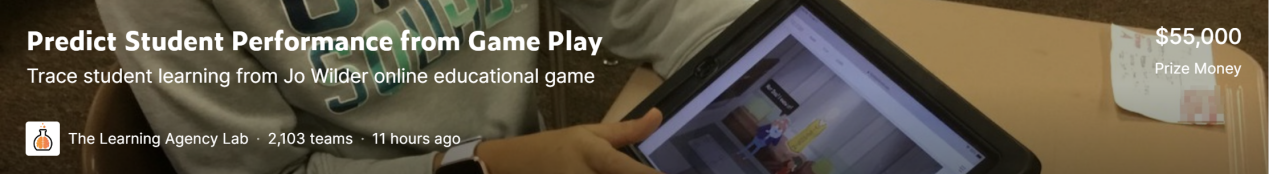 Predict Student Performance from Game Play
$55,000
Trace student learning from Jo Wilder online educational game
Prize Money
The Learning Agency Lab · 2,103 teams · 11 hours ago